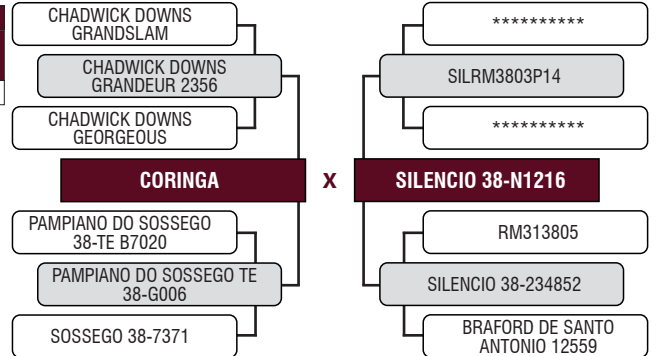 CHADWICK DOWNS
GRANDSLAM
CHADWICK DOWNS
GRANDEUR 2356
CHADWICK DOWNS
GEORGEOUS
CORINGA
PAMPIANO DO SOSSEGO
38-TE B7020
PAMPIANO DO SOSSEGO TE
38-G006
SOSSEGO 38-7371
X
**********
SILRM3803P14
**********
SILENCIO 38-N1216
RM313805
SILENCIO 38-234852
BRAFORD DE SANTO
ANTONIO 12559